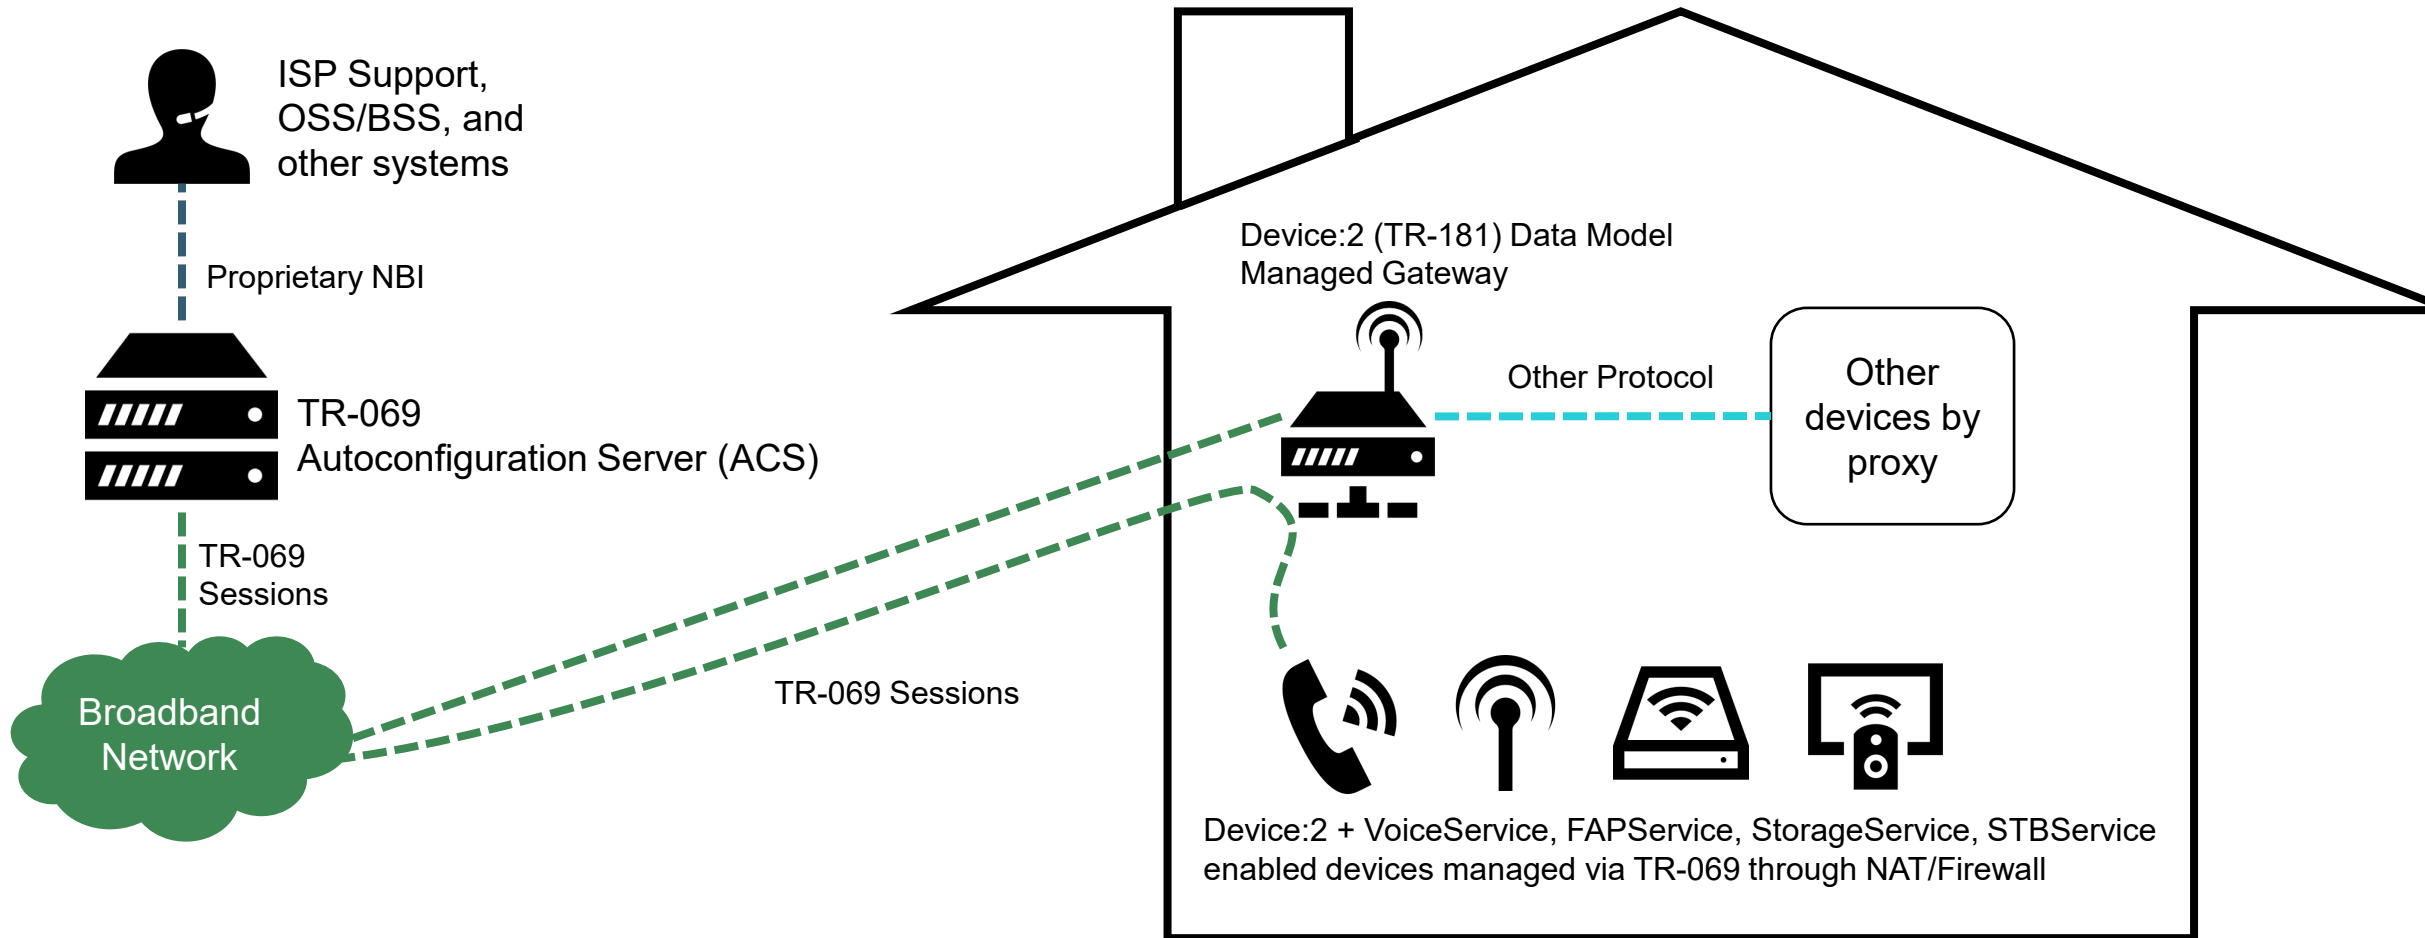 ISP Support,
OSS/BSS, and
other systems
Proprietary NBI
TR-069
Autoconfiguration Server (ACS)
TR-069
Sessions
Broadband
Network
TR-069 Sessions
Device:2 (TR-181) Data Model
Managed Gateway
Other Protocol
Other
devices by
proxy
Device:2 + VoiceService, FAPService, StorageService, STBService
enabled devices managed via TR-069 through NAT/Firewall